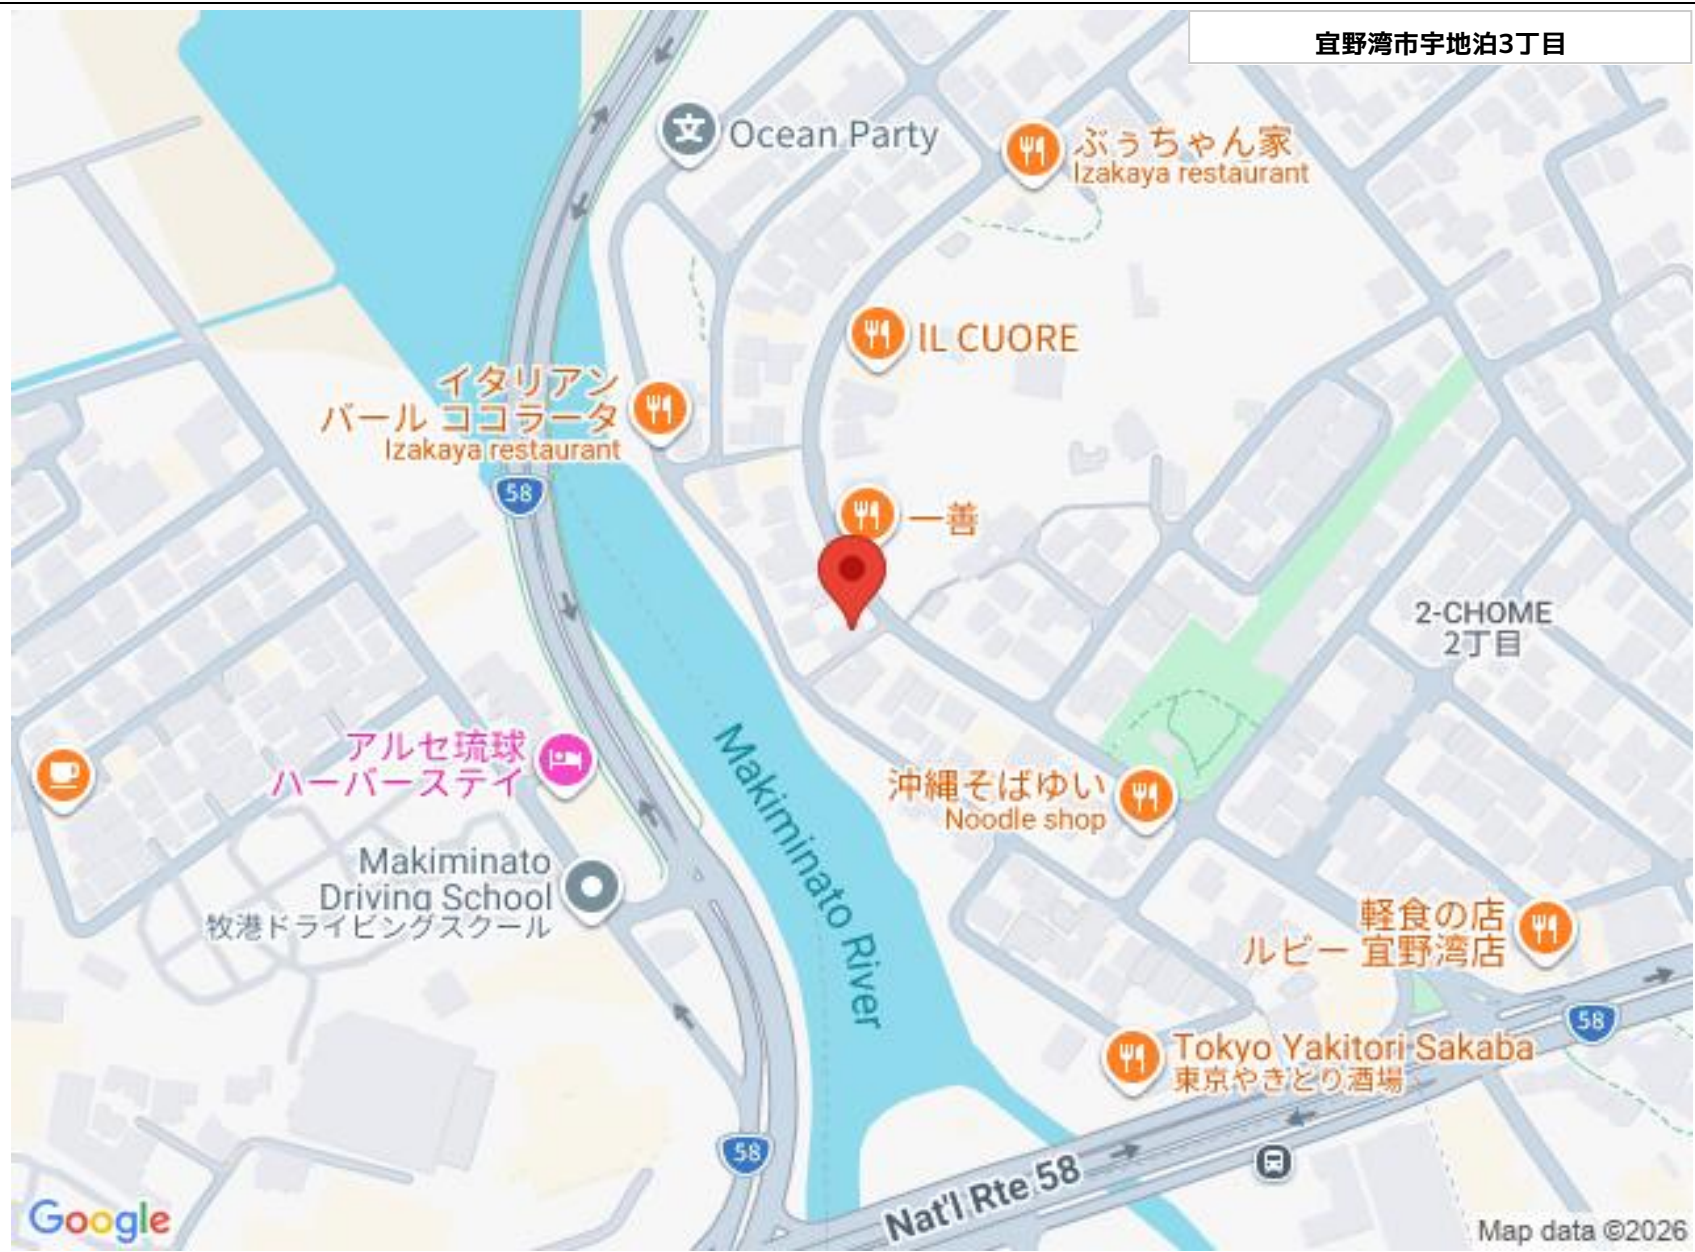 宜野湾市宇地泊3丁目
Ocean Party
ぶぅちゃん家
Izakaya restaurant
IL CUORE
イタリアン
バール ココラータ
Izakaya restaurant
58
一善
2-CHOME
2丁目
アルセ琉球
ハーバーステイ
Makiminato River
沖縄そばゆい
Noodle shop
Makiminato
Driving School
牧港ドライビングスクール
軽食の店
ルビー 宜野湾店
58
Tokyo Yakitori Sakaba
東京やきとり酒場
58
Nat'l Rte 58
Google
Map data ©2026